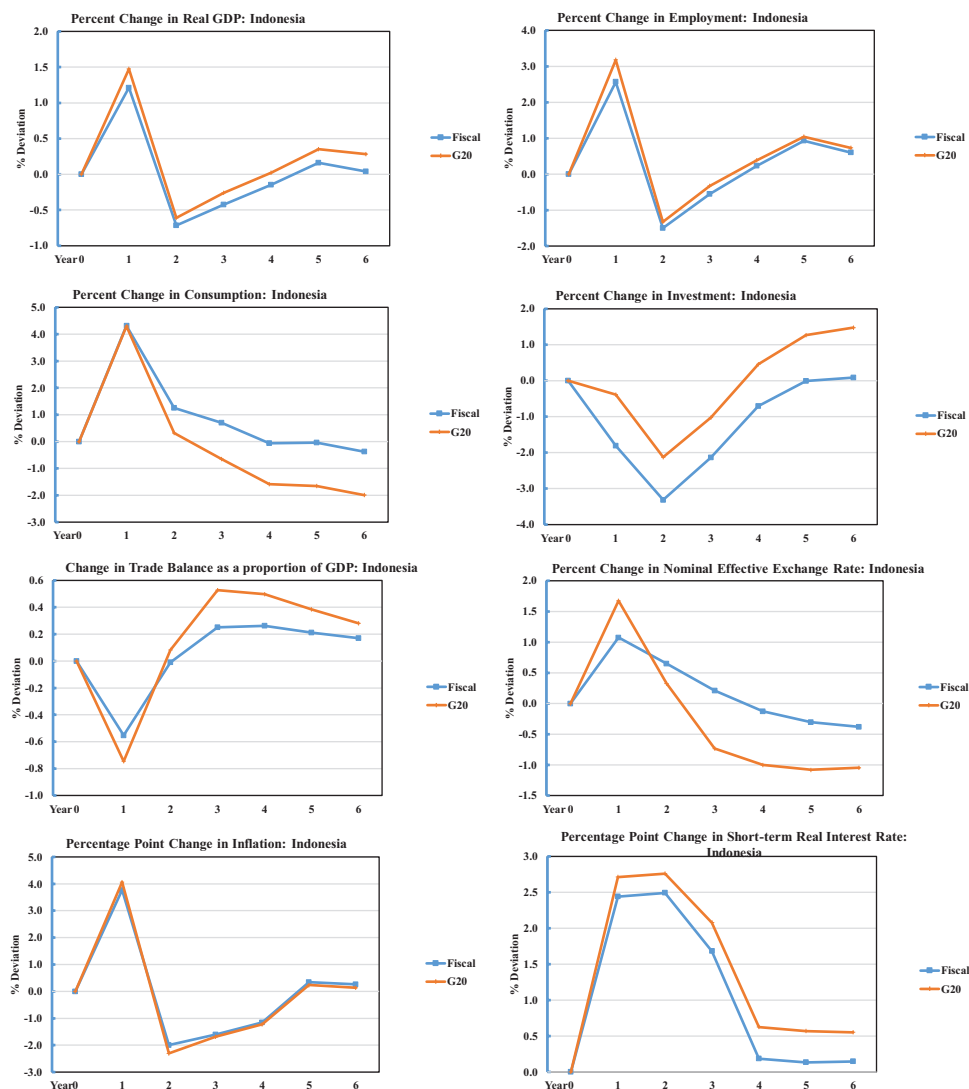 Percent Change in Real GDP: Indonesia
2.0
1.5
1.0
0.5
0.0
-0.5
-1.0
% Deviation
Year 0 1 2 3 4 5 6
Fiscal
G20
Percent Change in Employment: Indonesia
4.0
3.0
2.0
1.0
0.0
-1.0
-2.0
% Deviation
Year 0 1 2 3 4 5 6
Fiscal
G20
Percent Change in Consumption: Indonesia
5.0
4.0
3.0
2.0
1.0
0.0
-1.0
-2.0
-3.0
% Deviation
Year 0 1 2 3 4 5 6
Fiscal
G20
Percent Change in Investment: Indonesia
2.0
1.0
0.0
-1.0
-2.0
-3.0
-4.0
% Deviation
Year 0 1 2 3 4 5 6
Fiscal
G20
Change in Trade Balance as a proportion of GDP: Indonesia
0.6
0.4
0.2
0.0
-0.2
-0.4
-0.6
-0.8
-1.0
% Deviation
Year 0 1 2 3 4 5 6
Fiscal
G20
Percent Change in Nominal Effective Exchange Rate: Indonesia
2.0
1.5
1.0
0.5
0.0
-0.5
-1.0
-1.5
% Deviation
Year 0 1 2 3 4 5 6
Fiscal
G20
Percentage Point Change in Inflation: Indonesia
5.0
4.0
3.0
2.0
1.0
0.0
-1.0
-2.0
-3.0
% Deviation
Year 0 1 2 3 4 5 6
Fiscal
G20
Percentage Point Change in Short-term Real Interest Rate:
Indonesia
3.0
2.5
2.0
1.5
1.0
0.5
0.0
% Deviation
Year 0 1 2 3 4 5 6
Fiscal
G20